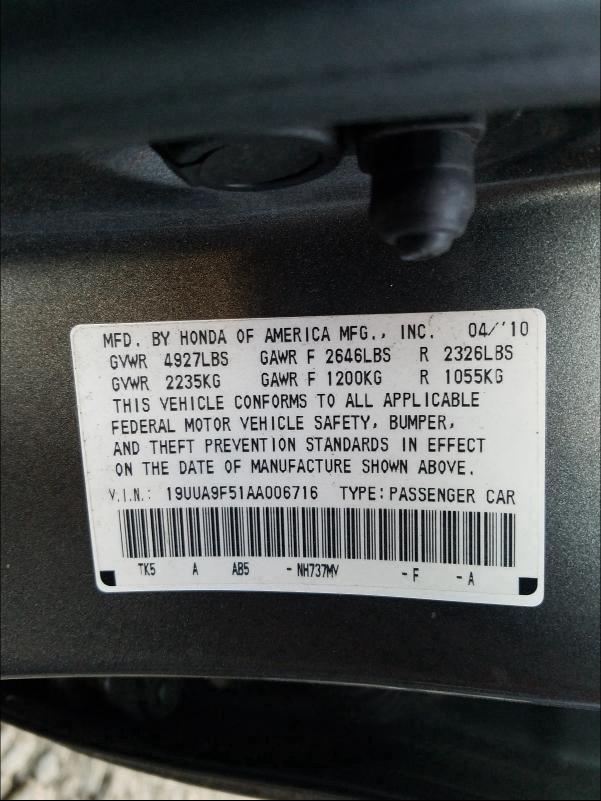 MFD. BY HONDA OF AMERICA MFG., INC. 04/'10
GVWR 4927LBS GAWR F 2646LBS R 2326LBS
GVWR 2235KG GAWR F 1200KG R 1055KG
THIS VEHICLE CONFORMS TO ALL APPLICABLE
FEDERAL MOTOR VEHICLE SAFETY, BUMPER,
AND THEFT PREVENTION STANDARDS IN EFFECT
ON THE DATE OF MANUFACTURE SHOWN ABOVE.
V.I.N.: 19UUA9F51AA006716 TYPE: PASSENGER CAR
TK5 A AB5 - NH737MV - F - A